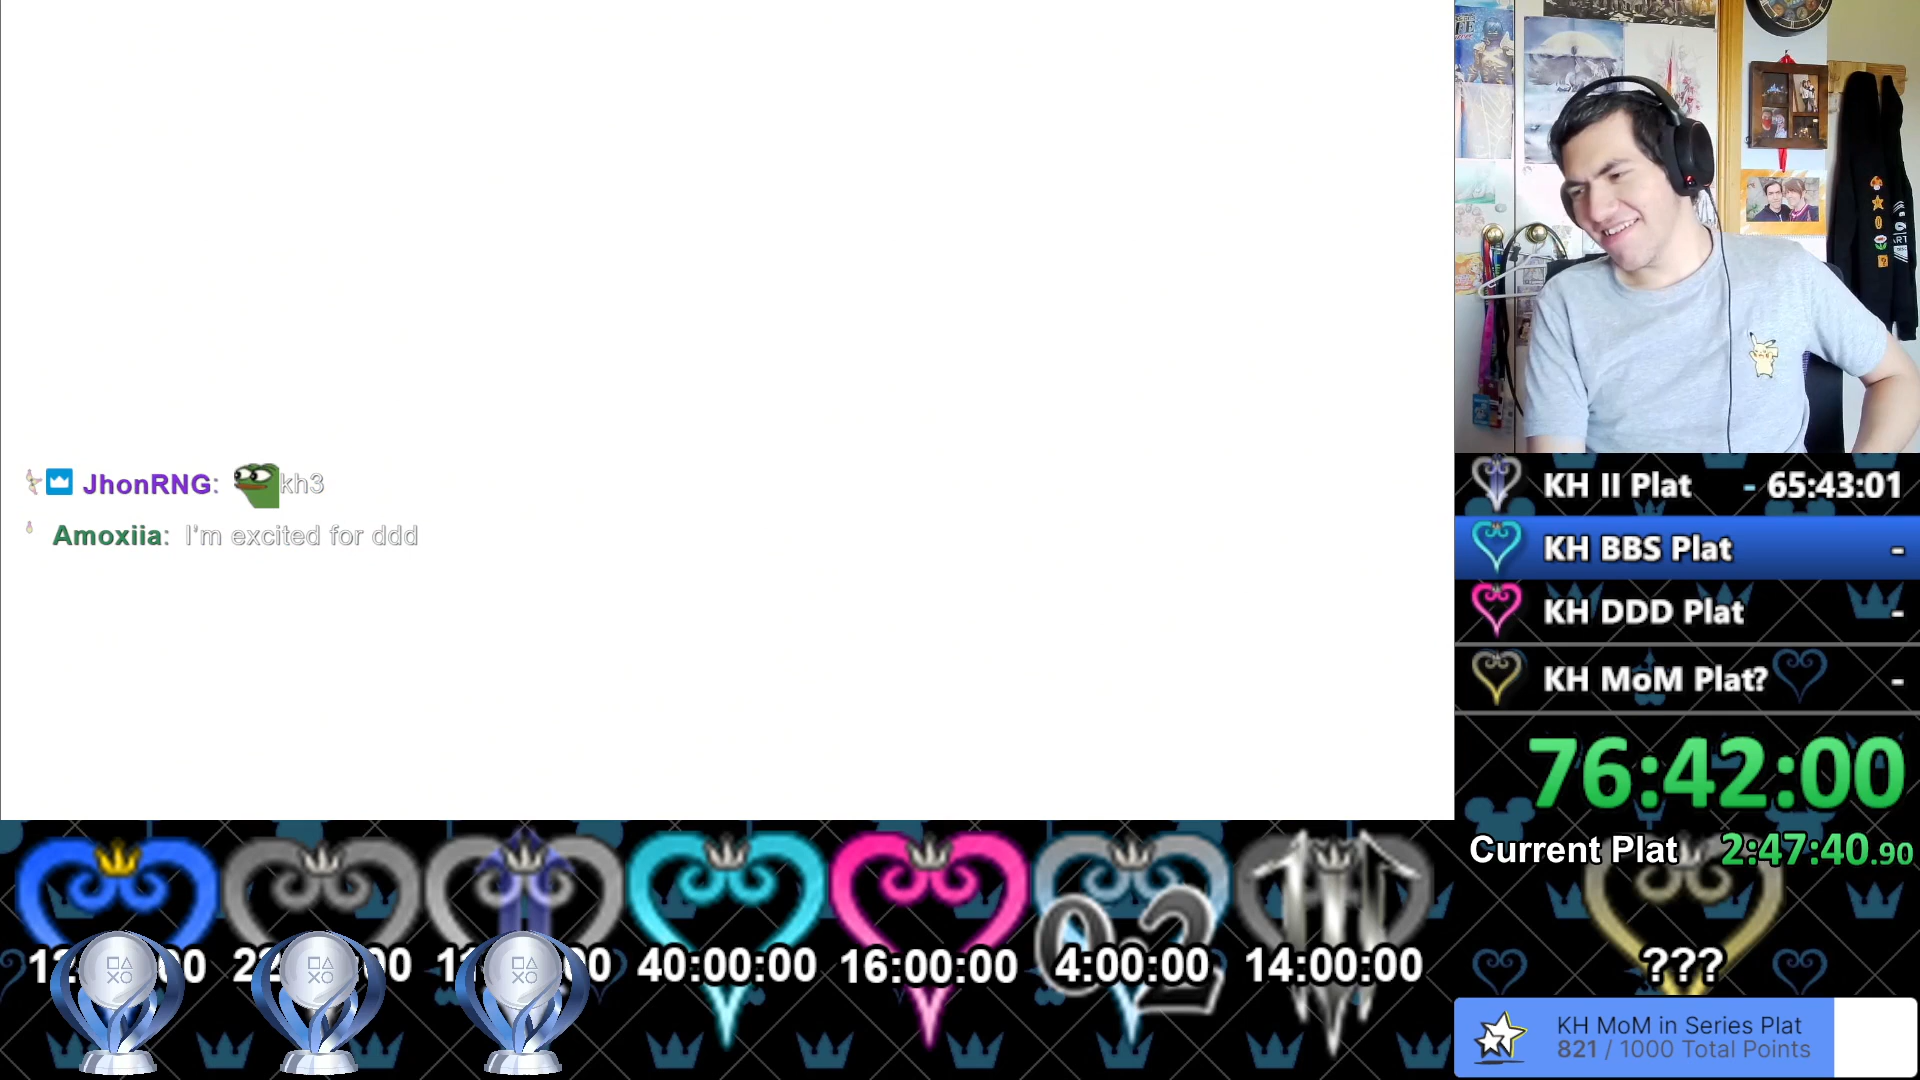 JhonRNG: kh3
Amoxiia: I'm excited for ddd
KH II Plat - 65:43:01
KH BBS Plat -
KH DDD Plat -
KH MoM Plat? -
76:42:00
Current Plat 2:47:40.90
40:00:00 16:00:00 4:00:00 14:00:00 ???
02
KH MoM in Series Plat
821 / 1000 Total Points